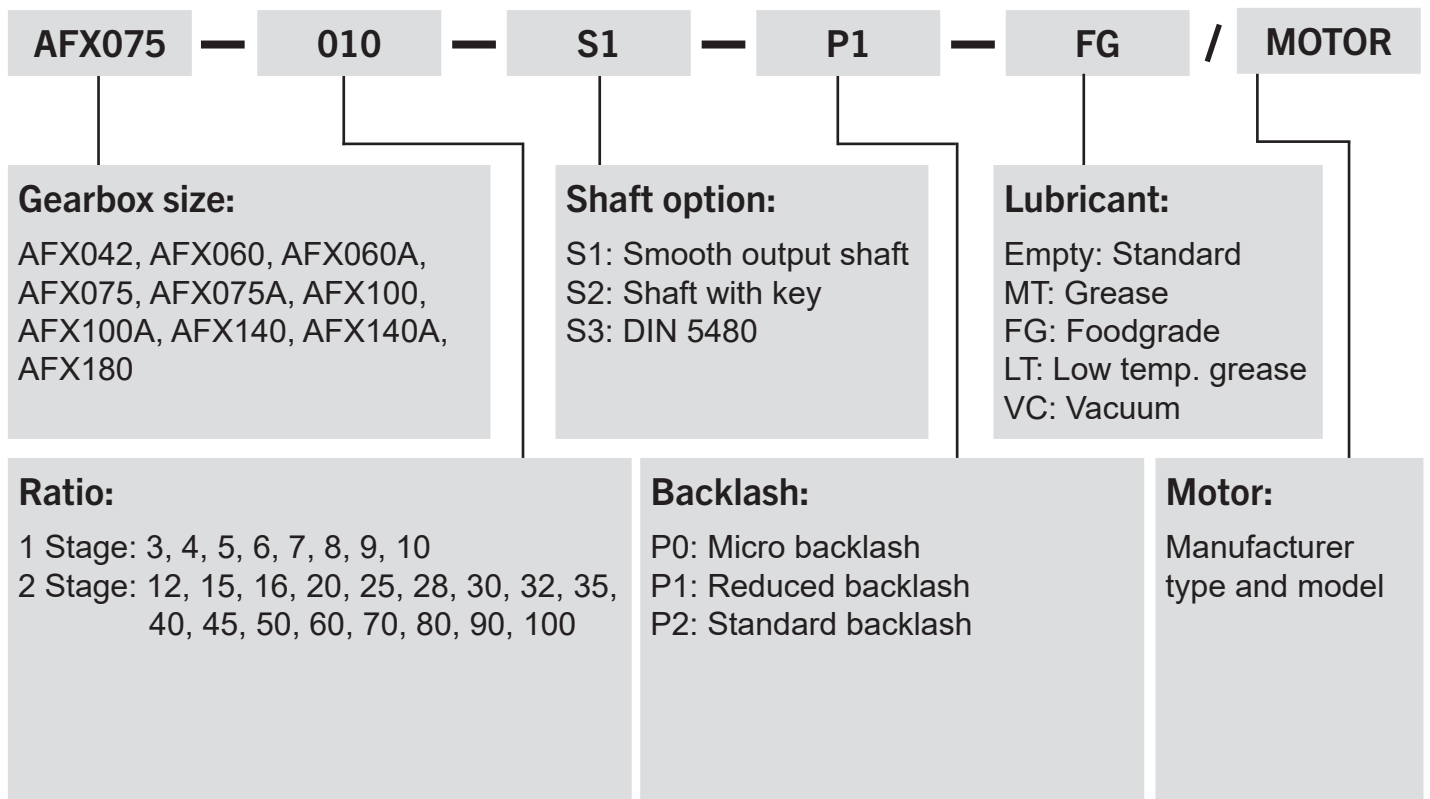 AFX075 — 010 — S1 — P1 — FG / MOTOR
Gearbox size:
AFX042, AFX060, AFX060A,
AFX075, AFX075A, AFX100,
AFX100A, AFX140, AFX140A,
AFX180
Shaft option:
S1: Smooth output shaft
S2: Shaft with key
S3: DIN 5480
Lubricant:
Empty: Standard
MT: Grease
FG: Foodgrade
LT: Low temp. grease
VC: Vacuum
Ratio:
1 Stage: 3, 4, 5, 6, 7, 8, 9, 10
2 Stage: 12, 15, 16, 20, 25, 28, 30, 32, 35,
40, 45, 50, 60, 70, 80, 90, 100
Backlash:
P0: Micro backlash
P1: Reduced backlash
P2: Standard backlash
Motor:
Manufacturer
type and model